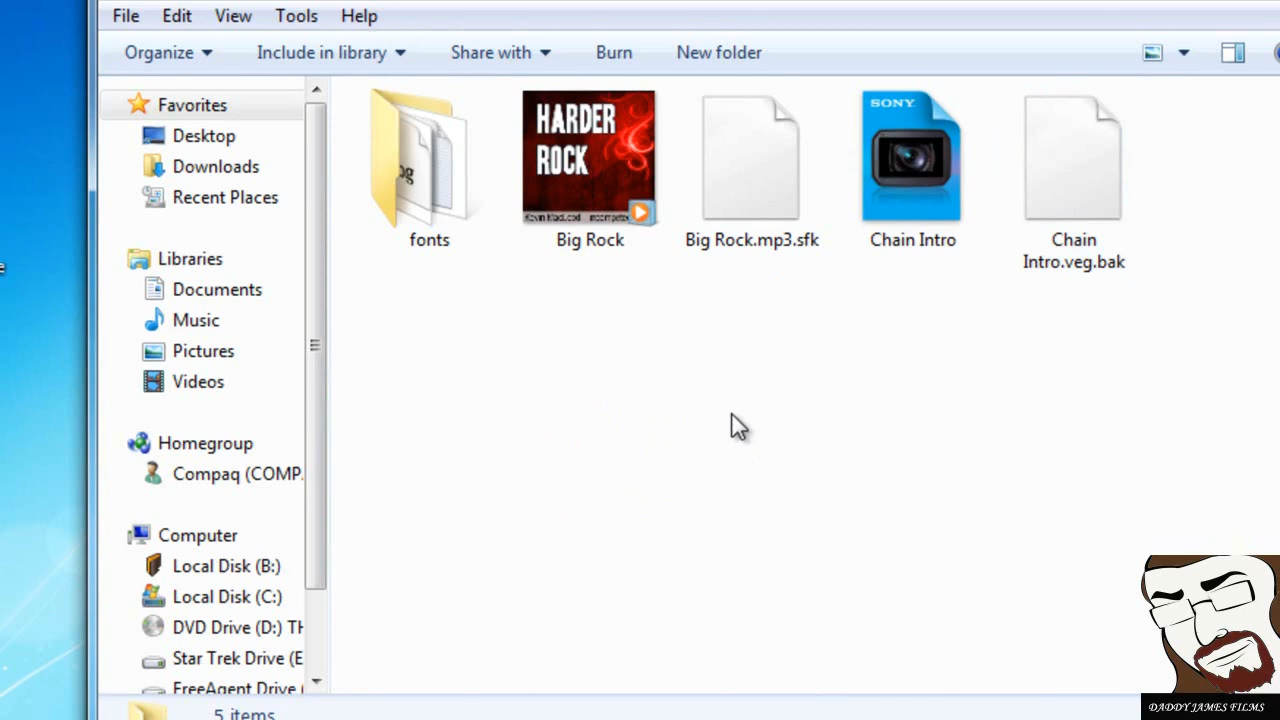 File Edit View Tools Help
Organize Include in library Share with Burn New folder
Favorites
Desktop
Downloads
Recent Places
Libraries
Documents
Music
Pictures
Videos
Homegroup
Compaq (COMP
Computer
Local Disk (B:)
Local Disk (C:)
DVD Drive (D:) TH
Star Trek Drive (E
FreeAgent Drive (
og
fonts
HARDER
ROCK
Big Rock
Big Rock.mp3.sfk
SONY
Chain Intro
Chain
Intro.veg.bak
5 items
DADDY JAMES FILMS